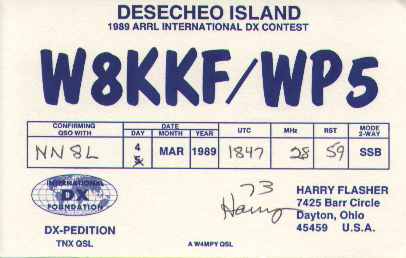 DESECHEO ISLAND
1989 ARRL INTERNATIONAL DX CONTEST
W8KKF/WP5
CONFIRMING QSO WITH DATE UTC MHz RST MODE 2-WAY
DAY MONTH YEAR
NN8L 4 5 MAR 1989 1847 28 59 SSB
INTERNATIONAL
DX
FOUNDATION
DX-PEDITION
TNX QSL
73
Harry
A W4MPY QSL
HARRY FLASHER
7425 Barr Circle
Dayton, Ohio
45459 U.S.A.